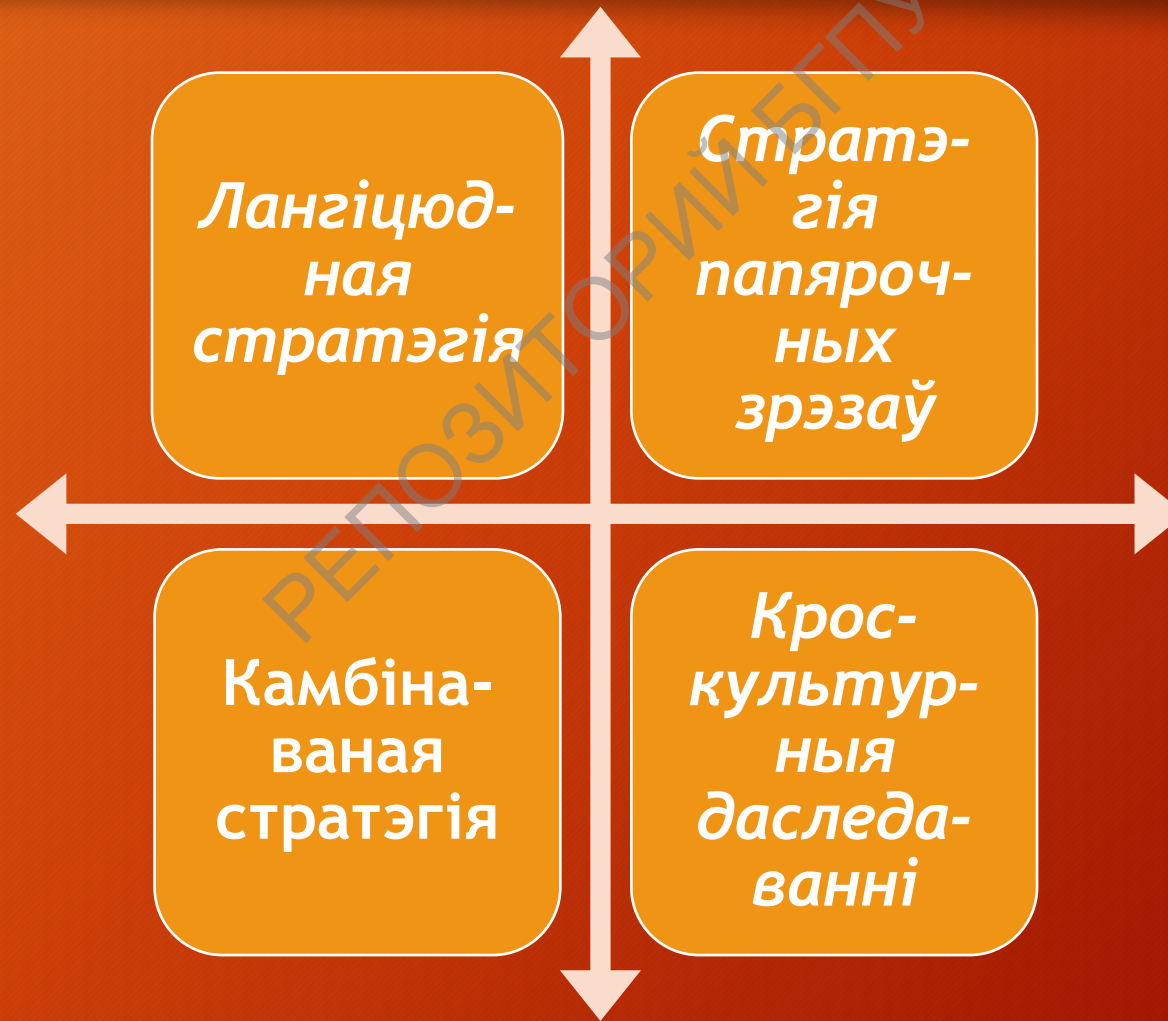 Лангіцюд-
ная
стратэгія
Стратэ-
гія
папяроч-
ных
зрэзаў
Камбіна-
ваная
стратэгія
Крос-
культур-
ныя
даследа-
ванні
РЕПОЗИТОРИЙ БГПУ